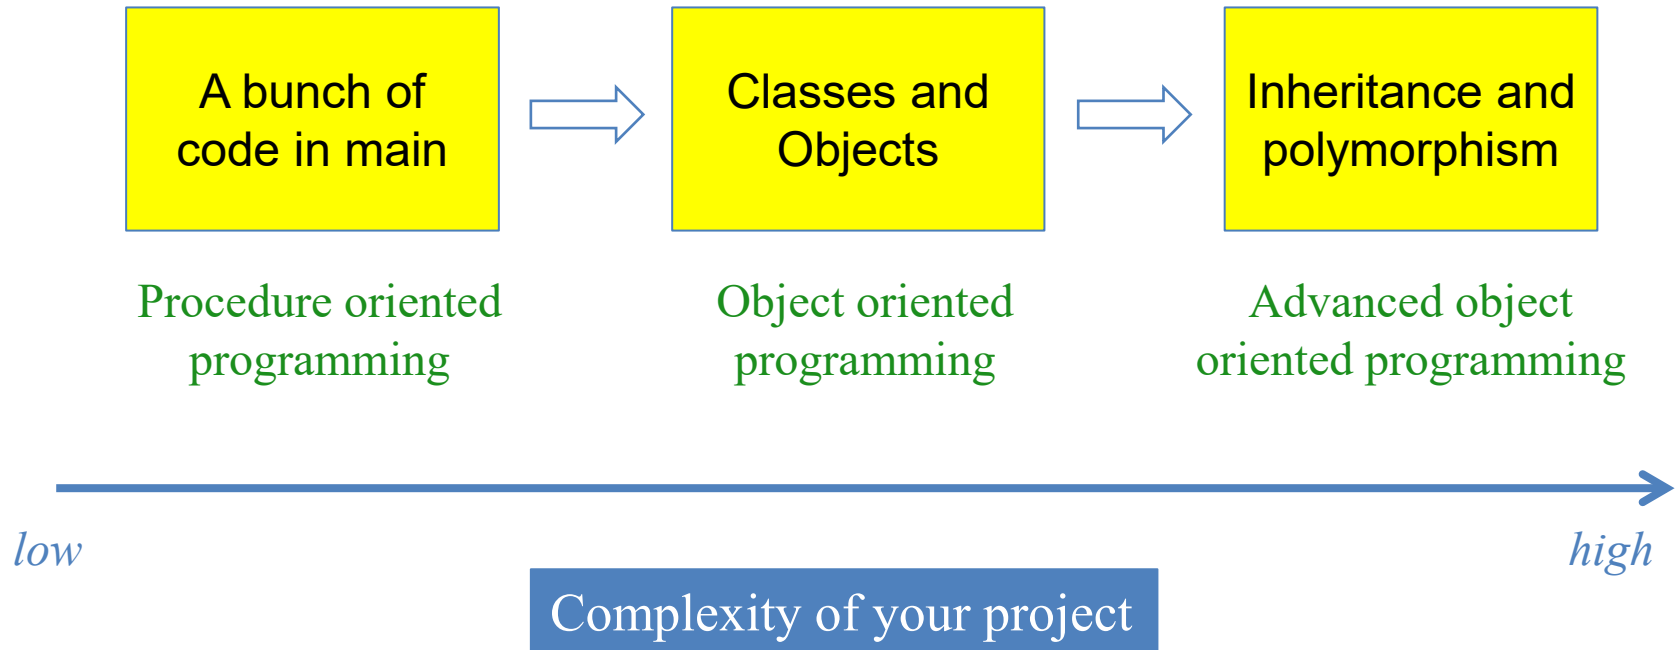 A bunch of
code in main
Classes and
Objects
Inheritance and
polymorphism
Procedure oriented
programming
Object oriented
programming
Advanced object
oriented programming
low
high
Complexity of your project